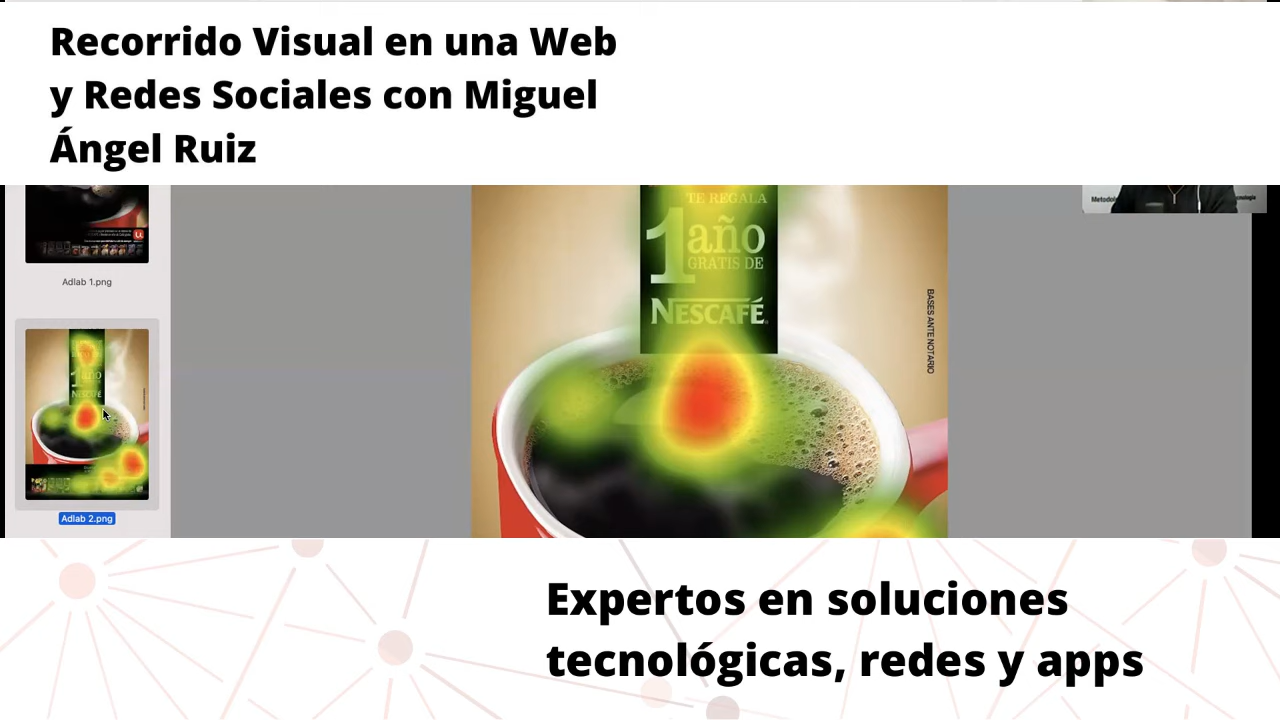 Recorrido Visual en una Web
y Redes Sociales con Miguel
Ángel Ruiz
TE REGALA
1 año
GRATIS DE
NESCAFÉ
BASES ANTE NOTARIO
Adlab 1.png
Adlab 2.png
Expertos en soluciones
tecnológicas, redes y apps